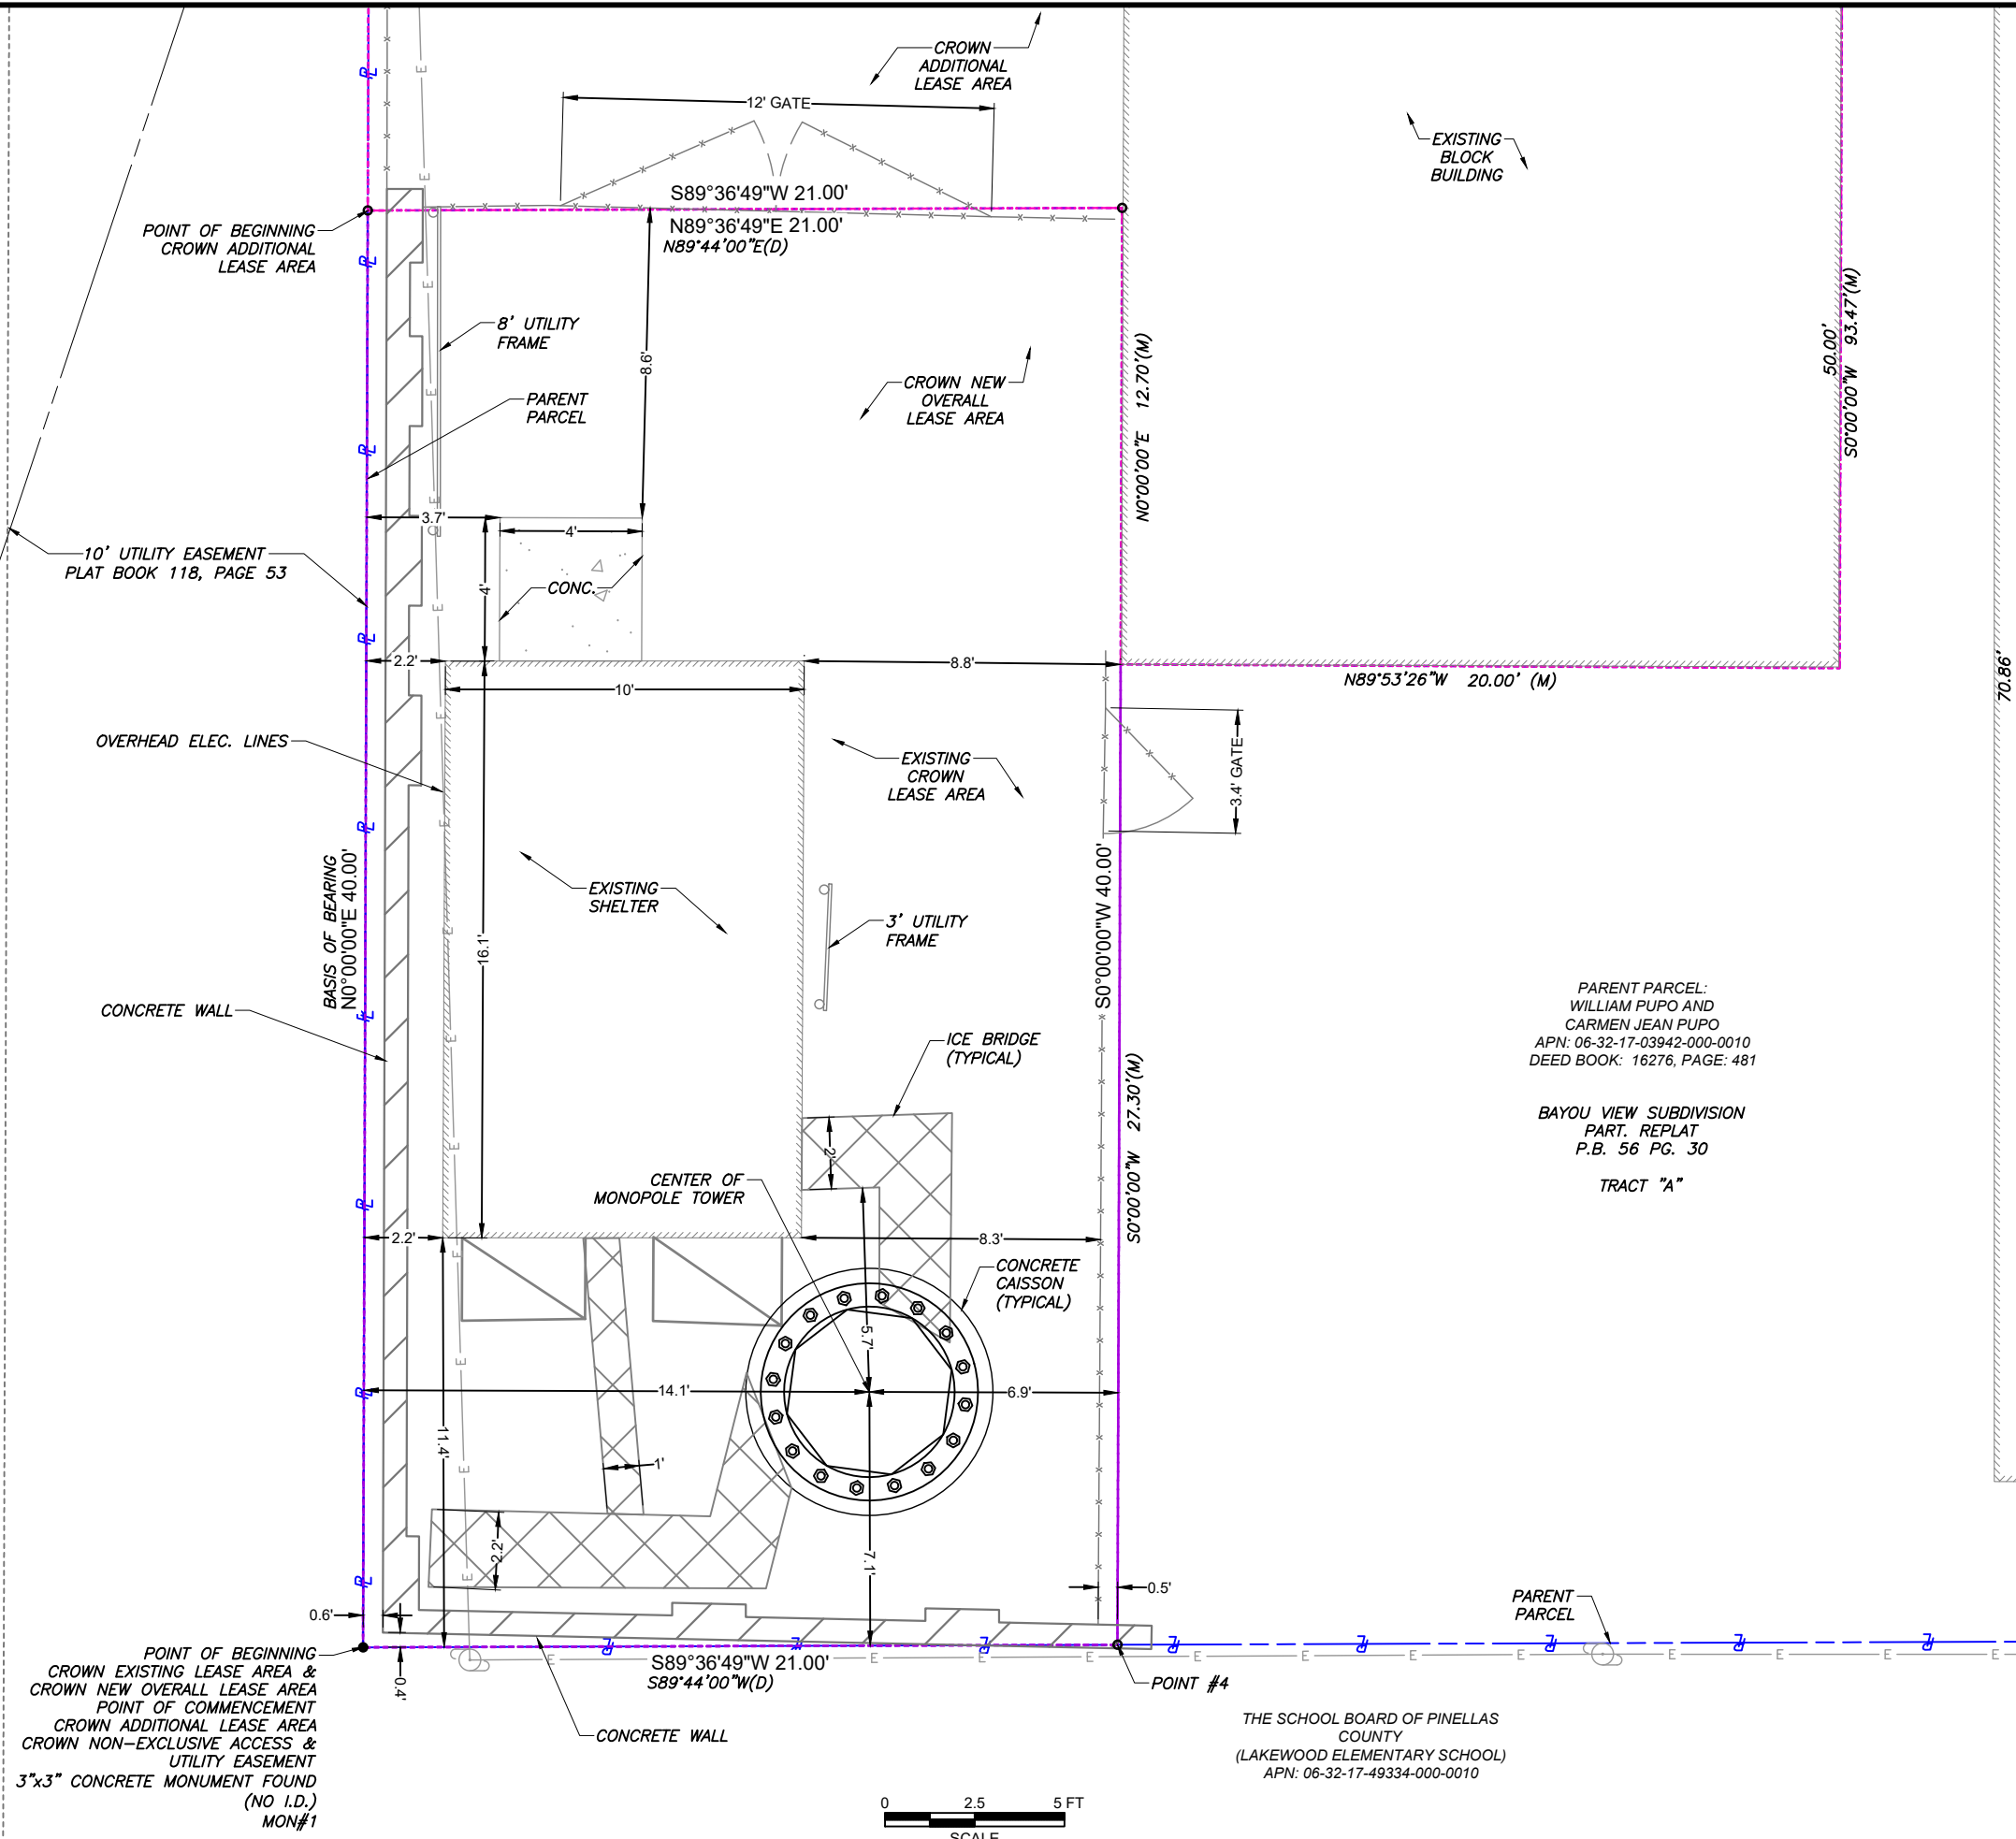 CROWN
ADDITIONAL
LEASE AREA
12' GATE
EXISTING
BLOCK
BUILDING
S89°36'49"W 21.00'
N89°36'49"E 21.00'
N89°44'00"E(D)
POINT OF BEGINNING
CROWN ADDITIONAL
LEASE AREA
8' UTILITY
FRAME
8.6'
N0°00'00"E 12.70'(M)
50.00'
S0°00'00"W 93.47'(M)
PARENT
PARCEL
CROWN NEW
OVERALL
LEASE AREA
3.7'
4'
4'
CONC.
10' UTILITY EASEMENT
PLAT BOOK 118, PAGE 53
2.2'
8.8'
10'
N89°53'26"W 20.00' (M)
70.86'
OVERHEAD ELEC. LINES
EXISTING
CROWN
LEASE AREA
3.4' GATE
BASIS OF BEARING
N0°00'00"E 40.00'
EXISTING
SHELTER
16.1'
3' UTILITY
FRAME
S0°00'00"W 40.00'
CONCRETE WALL
ICE BRIDGE
(TYPICAL)
S0°00'00"W 27.30'(M)
PARENT PARCEL:
WILLIAM PUPO AND
CARMEN JEAN PUPO
APN: 06-32-17-03942-000-0010
DEED BOOK: 16276, PAGE: 481
BAYOU VIEW SUBDIVISION
PART. REPLAT
P.B. 56 PG. 30
TRACT "A"
2'
CENTER OF
MONOPOLE TOWER
2.2'
8.3'
CONCRETE
CAISSON
(TYPICAL)
5.7'
14.1'
6.9'
11.4'
1'
2.2'
7.1'
0.5'
0.6'
PARENT
PARCEL
0.4'
S89°36'49"W 21.00'
S89°44'00"W(D)
POINT #4
POINT OF BEGINNING
CROWN EXISTING LEASE AREA &
CROWN NEW OVERALL LEASE AREA
POINT OF COMMENCEMENT
CROWN ADDITIONAL LEASE AREA
CROWN NON-EXCLUSIVE ACCESS &
UTILITY EASEMENT
3"x3" CONCRETE MONUMENT FOUND
(NO I.D.)
MON#1
CONCRETE WALL
THE SCHOOL BOARD OF PINELLAS
COUNTY
(LAKEWOOD ELEMENTARY SCHOOL)
APN: 06-32-17-49334-000-0010
0 2.5 5 FT
SCALE